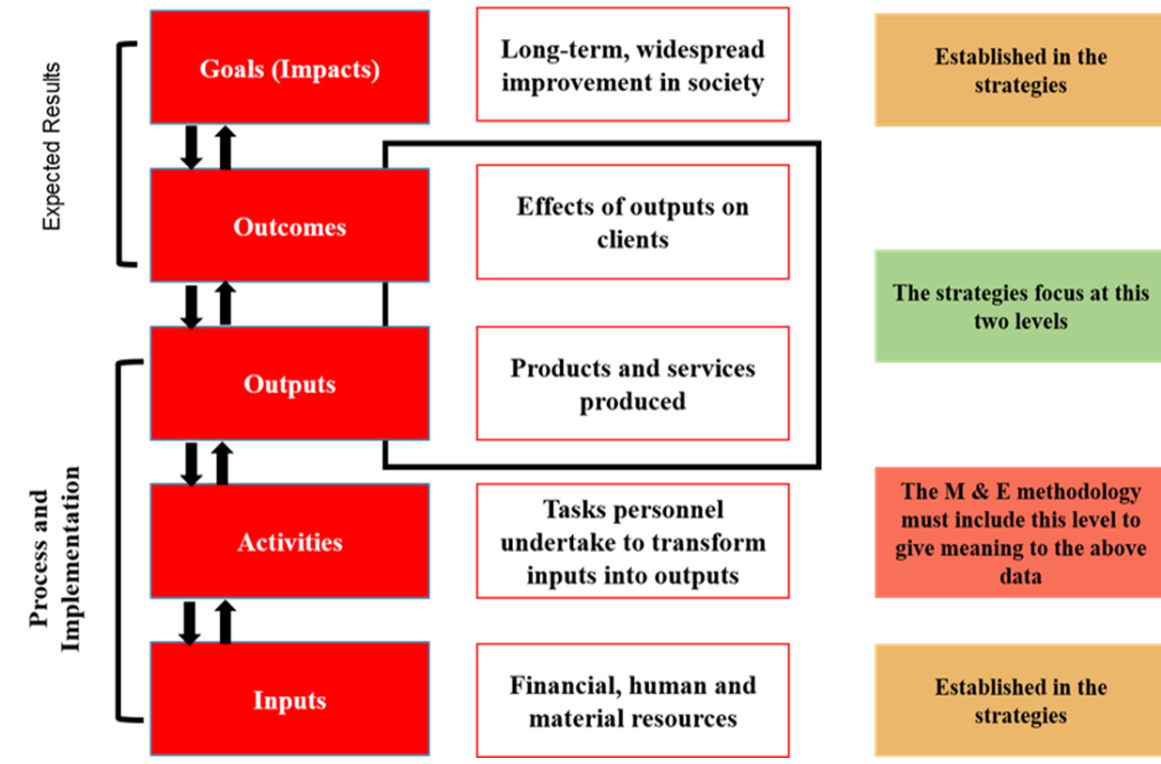 Expected Results
Goals (Impacts)
Long-term, widespread
improvement in society
Established in the
strategies
Outcomes
Effects of outputs on
clients
The strategies focus at this
two levels
Process and
Implementation
Outputs
Products and services
produced
Activities
Tasks personnel
undertake to transform
inputs into outputs
The M & E methodology
must include this level to
give meaning to the above
data
Inputs
Financial, human and
material resources
Established in the
strategies